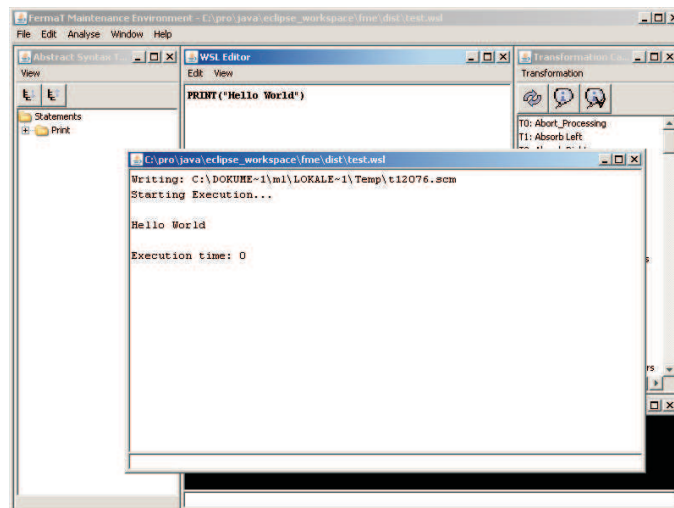 FermaT Maintenance Environment - C:\pro\java\eclipse_workspace\fme\dist\test.wsl
File Edit Analyse Window Help
Abstract Syntax T...
View
Statements
Print
WSL Editor
Edit View
PRINT("Hello World")
Transformation Ca...
Transformation
T0: Abort_Processing
T1: Absorb Left
C:\pro\java\eclipse_workspace\fme\dist\test.wsl
Writing: C:\DOKUME~1\ml\LOKALE~1\Temp\t12076.scm
Starting Execution...
Hello World
Execution time: 0